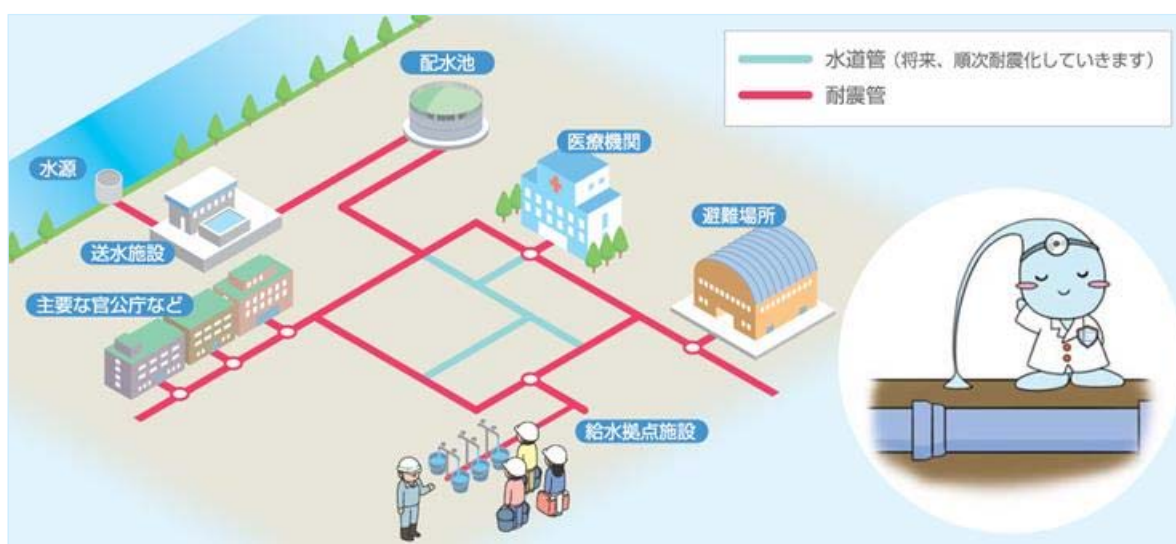 配水池
水道管（将来、順次耐震化していきます）
耐震管
医療機関
水源
避難場所
送水施設
主要な官公庁など
給水拠点施設